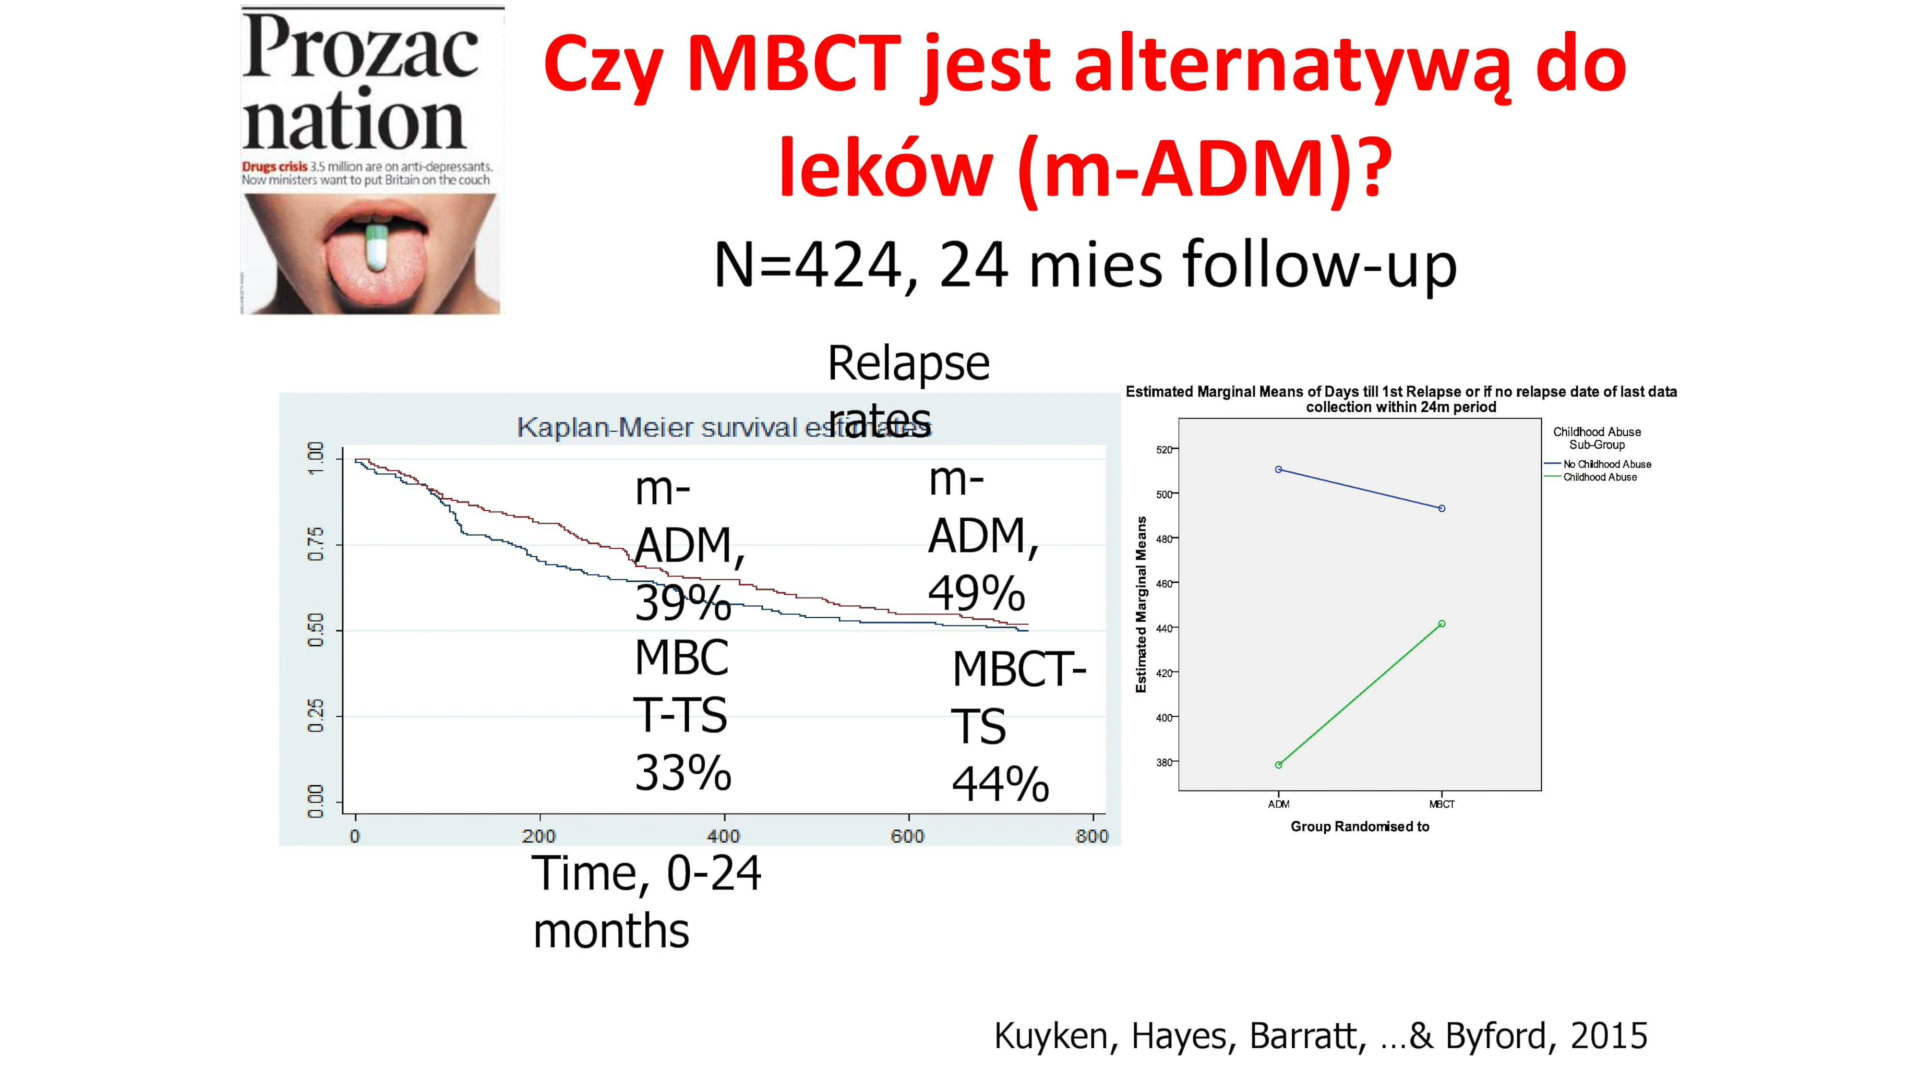 Prozac
nation
Drugs crisis 3.5 million are on anti-depressants.
Now ministers want to put Britain on the couch
Czy MBCT jest alternatywą do
leków (m-ADM)?
N=424, 24 mies follow-up
Relapse
rates
Kaplan-Meier survival estimates
1.00
0.75
0.50
0.25
0.00
0
200
400
600
800
m-
ADM,
39%
MBC
T-TS
33%
m-
ADM,
49%
MBCT-
TS
44%
Time, 0-24
months
Estimated Marginal Means of Days till 1st Relapse or if no relapse date of last data
collection within 24m period
Estimated Marginal Means
520
500
480
460
440
420
400
380
ADM
MBCT
Group Randomised to
Childhood Abuse
Sub-Group
No Childhood Abuse
Childhood Abuse
Kuyken, Hayes, Barratt, ...& Byford, 2015